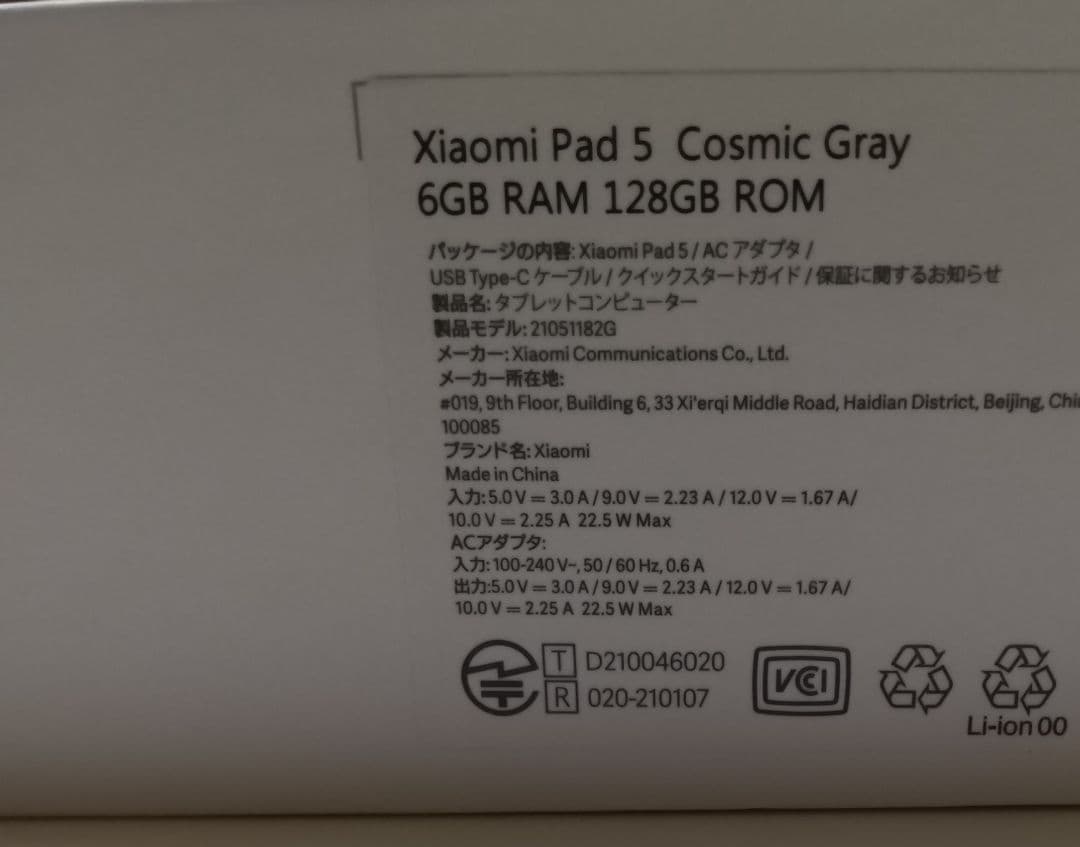 Xiaomi Pad 5 Cosmic Gray
6GB RAM 128GB ROM
パッケージの内容: Xiaomi Pad 5 / AC アダプタ /
USB Type-C ケーブル / クイックスタートガイド / 保証に関するお知らせ
製品名: タブレットコンピューター
製品モデル: 21051182G
メーカー: Xiaomi Communications Co., Ltd.
メーカー所在地:
#019, 9th Floor, Building 6, 33 Xi'erqi Middle Road, Haidian District, Beijing,
100085
ブランド名: Xiaomi
Made in China
入力: 5.0 V ⎓ 3.0 A / 9.0 V ⎓ 2.23 A / 12.0 V ⎓ 1.67 A/
10.0 V ⎓ 2.25 A 22.5 W Max
ACアダプタ:
入力: 100-240 V~, 50 / 60 Hz, 0.6 A
出力:5.0 V ⎓ 3.0 A / 9.0 V ⎓ 2.23 A / 12.0 V ⎓ 1.67 A/
10.0 V ⎓ 2.25 A 22.5 W Max
T D210046020
R 020-210107
VCCI
Li-ion 00